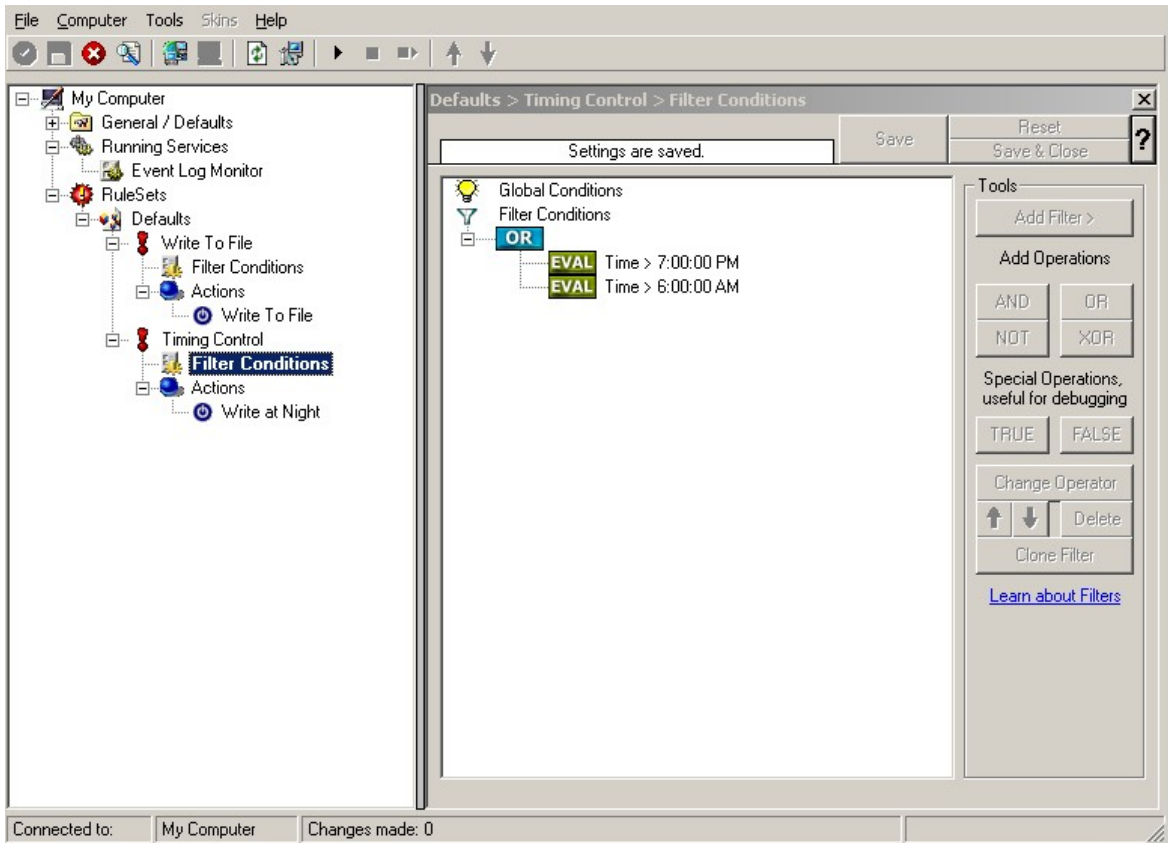 File Computer Tools Skins Help
My Computer
General / Defaults
Running Services
Event Log Monitor
RuleSets
Defaults
Write To File
Filter Conditions
Actions
Write To File
Timing Control
Filter Conditions
Actions
Write at Night
Defaults > Timing Control > Filter Conditions
Settings are saved.
Save
Reset
Save & Close
?
Global Conditions
Filter Conditions
OR
EVAL Time > 7:00:00 PM
EVAL Time > 6:00:00 AM
Tools
Add Filter >
Add Operations
AND OR
NOT XOR
Special Operations,
useful for debugging
TRUE FALSE
Change Operator
Delete
Clone Filter
Learn about Filters
Connected to: My Computer Changes made: 0